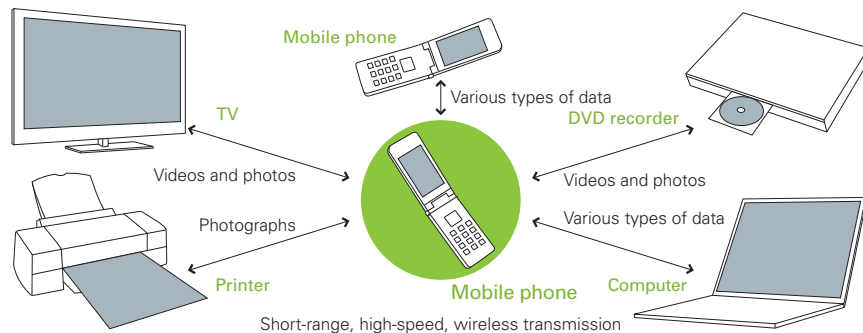 Mobile phone
Various types of data
TV
DVD recorder
Videos and photos
Videos and photos
Photographs
Various types of data
Printer
Mobile phone
Computer
Short-range, high-speed, wireless transmission